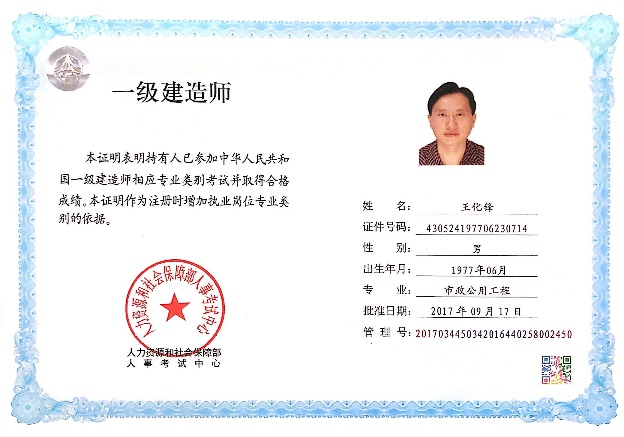 一级建造师
本证明表明持有人已参加中华人民共和
国一级建造师相应专业类别考试并取得合格
成绩。本证明作为注册时增加执业岗位专业类
别的依据。
人力资源和社会保障部人事考试中心
人力资源和社会保障部
人事考试中心
姓 名： 王化锋
证件号码： 430524197706230714
性 别： 男
出生年月： 1977年06月
专 业： 市政公用工程
批准日期： 2017年09月17日
管 理 号： 2017034450342016440258002450